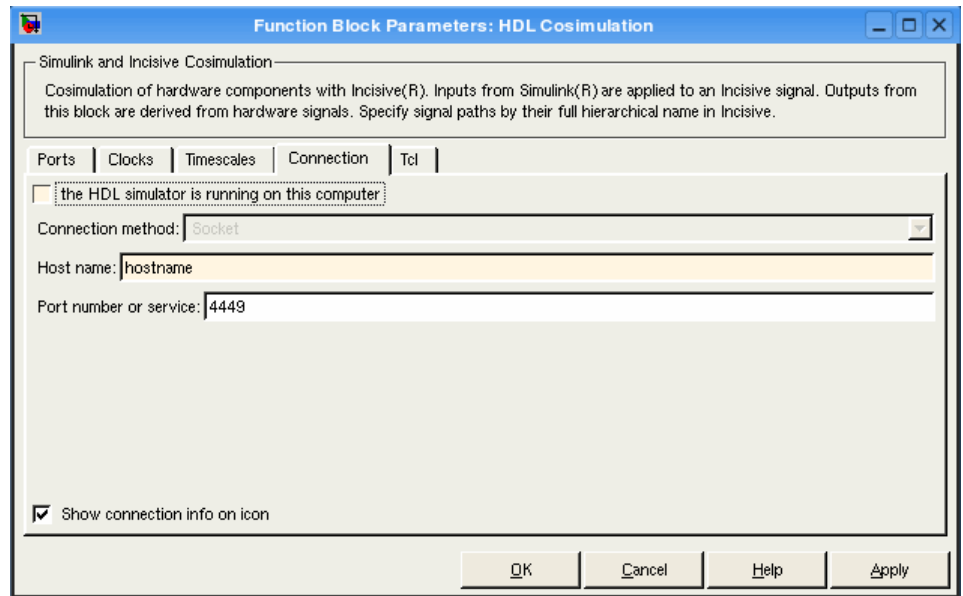 Function Block Parameters: HDL Cosimulation
Simulink and Incisive Cosimulation
Cosimulation of hardware components with Incisive(R). Inputs from Simulink(R) are applied to an Incisive signal. Outputs from
this block are derived from hardware signals. Specify signal paths by their full hierarchical name in Incisive.
Ports Clocks Timescales Connection Tcl
the HDL simulator is running on this computer
Connection method: Socket
Host name: hostname
Port number or service: 4449
Show connection info on icon
OK Cancel Help Apply